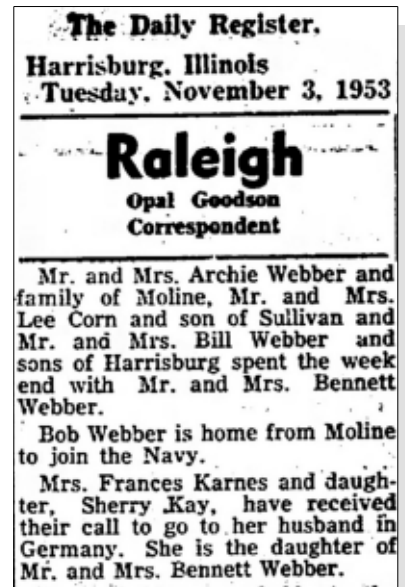 The Daily Register.
Harrisburg, Illinois
Tuesday, November 3, 1953
Raleigh
Opal Goodson
Correspondent
Mr. and Mrs. Archie Webber and
family of Moline, Mr. and Mrs.
Lee Corn and son of Sullivan and
Mr. and Mrs. Bill Webber and
sons of Harrisburg spent the week
end with Mr. and Mrs. Bennett
Webber.
Bob Webber is home from Moline
to join the Navy.
Mrs. Frances Karnes and daugh-
ter, Sherry Kay, have received
their call to go to her husband in
Germany. She is the daughter of
Mr. and Mrs. Bennett Webber.